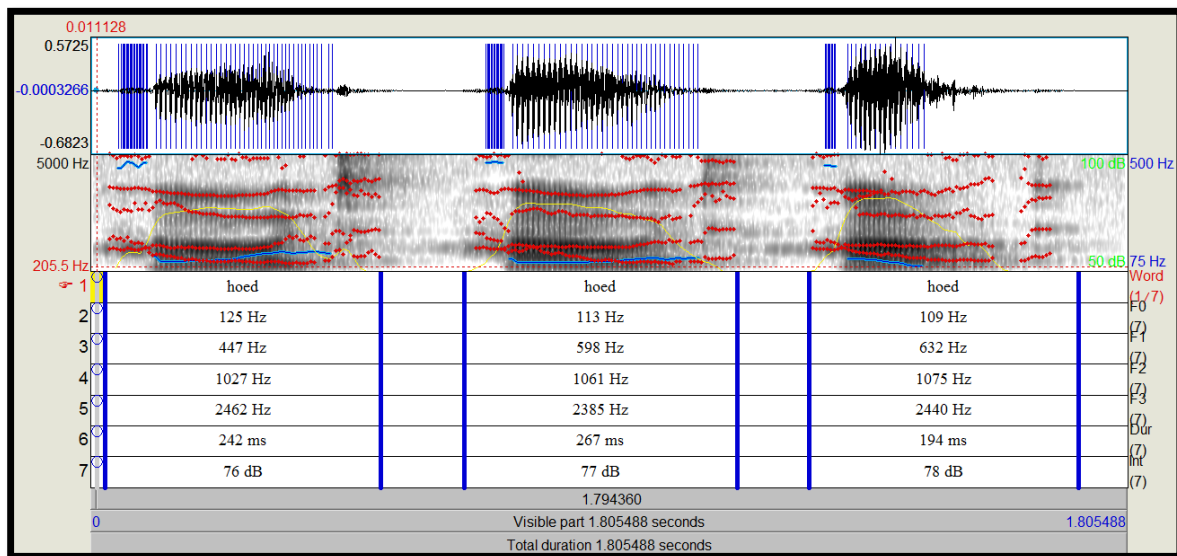 0.011128
0.5725
-0.0003266
-0.6823
5000 Hz 100 dB 500 Hz
205.5 Hz 50 dB 75 Hz
1 hoed hoed hoed Word (1/7)
2 125 Hz 113 Hz 109 Hz F0 (7)
3 447 Hz 598 Hz 632 Hz F1 (7)
4 1027 Hz 1061 Hz 1075 Hz F2 (7)
5 2462 Hz 2385 Hz 2440 Hz F3 (7)
6 242 ms 267 ms 194 ms Dur (7)
7 76 dB 77 dB 78 dB Int (7)
1.794360
0 Visible part 1.805488 seconds 1.805488
Total duration 1.805488 seconds